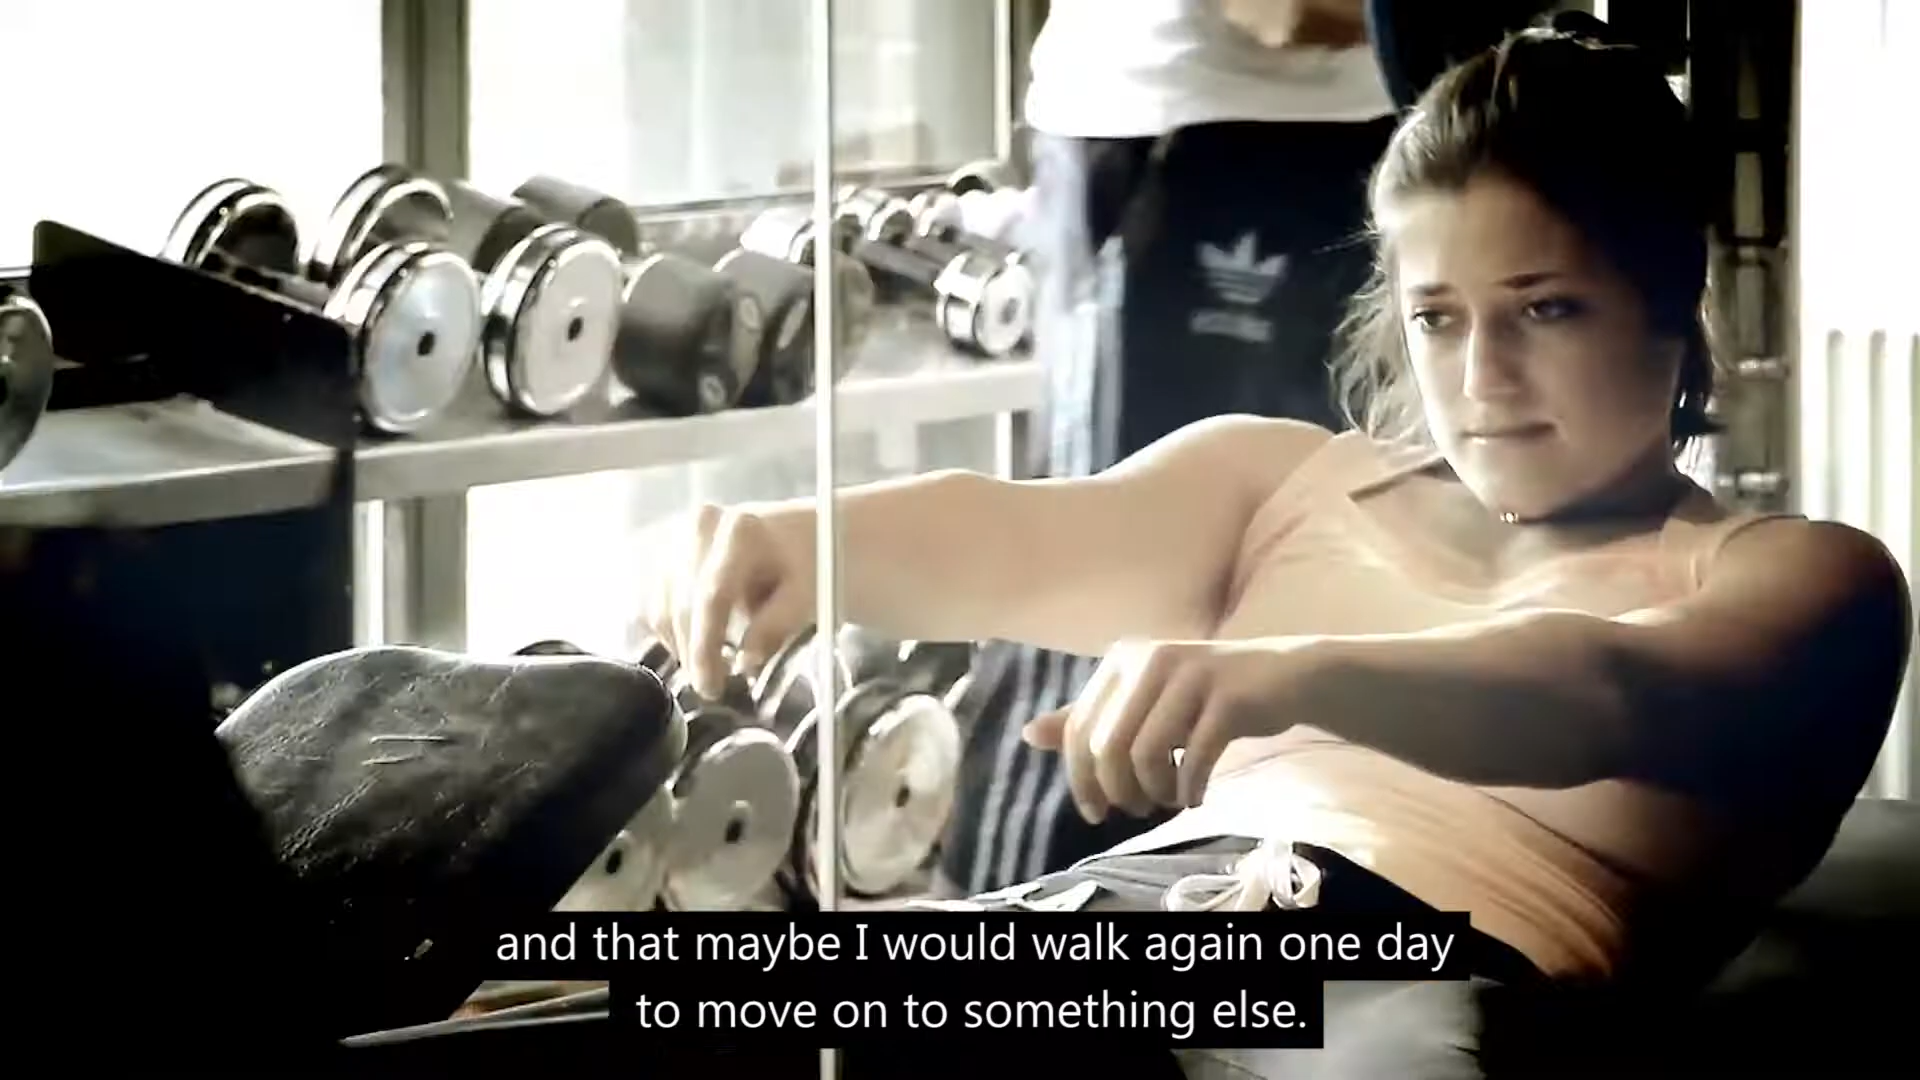 and that maybe I would walk again one day
to move on to something else.